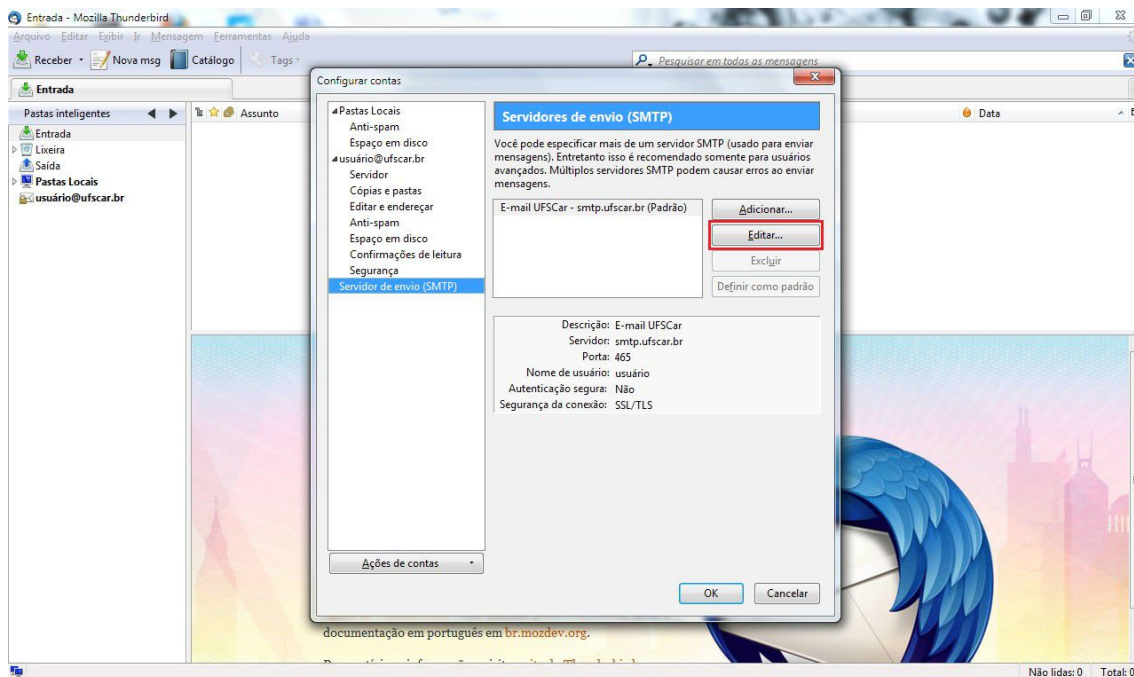 Entrada - Mozilla Thunderbird
Arquivo Editar Exibir Ir Mensagem Ferramentas Ajuda
Receber Nova msg Catálogo Tags
Pesquisar em todas as mensagens
Entrada
Pastas inteligentes
Assunto
Data
Entrada
Lixeira
Saída
Pastas Locais
usuário@ufscar.br
Configurar contas
Pastas Locais
Anti-spam
Espaço em disco
usuário@ufscar.br
Servidor
Cópias e pastas
Editar e endereçar
Anti-spam
Espaço em disco
Confirmações de leitura
Segurança
Servidor de envio (SMTP)
Ações de contas
Servidores de envio (SMTP)
Você pode especificar mais de um servidor SMTP (usado para enviar
mensagens). Entretanto isso é recomendado somente para usuários
avançados. Múltiplos servidores SMTP podem causar erros ao enviar
mensagens.
E-mail UFSCar - smtp.ufscar.br (Padrão)
Adicionar...
Editar...
Excluir
Definir como padrão
Descrição: E-mail UFSCar
Servidor: smtp.ufscar.br
Porta: 465
Nome de usuário: usuário
Autenticação segura: Não
Segurança da conexão: SSL/TLS
OK Cancelar
documentação em português em br.mozdev.org.
Não lidas: 0 Total: 0